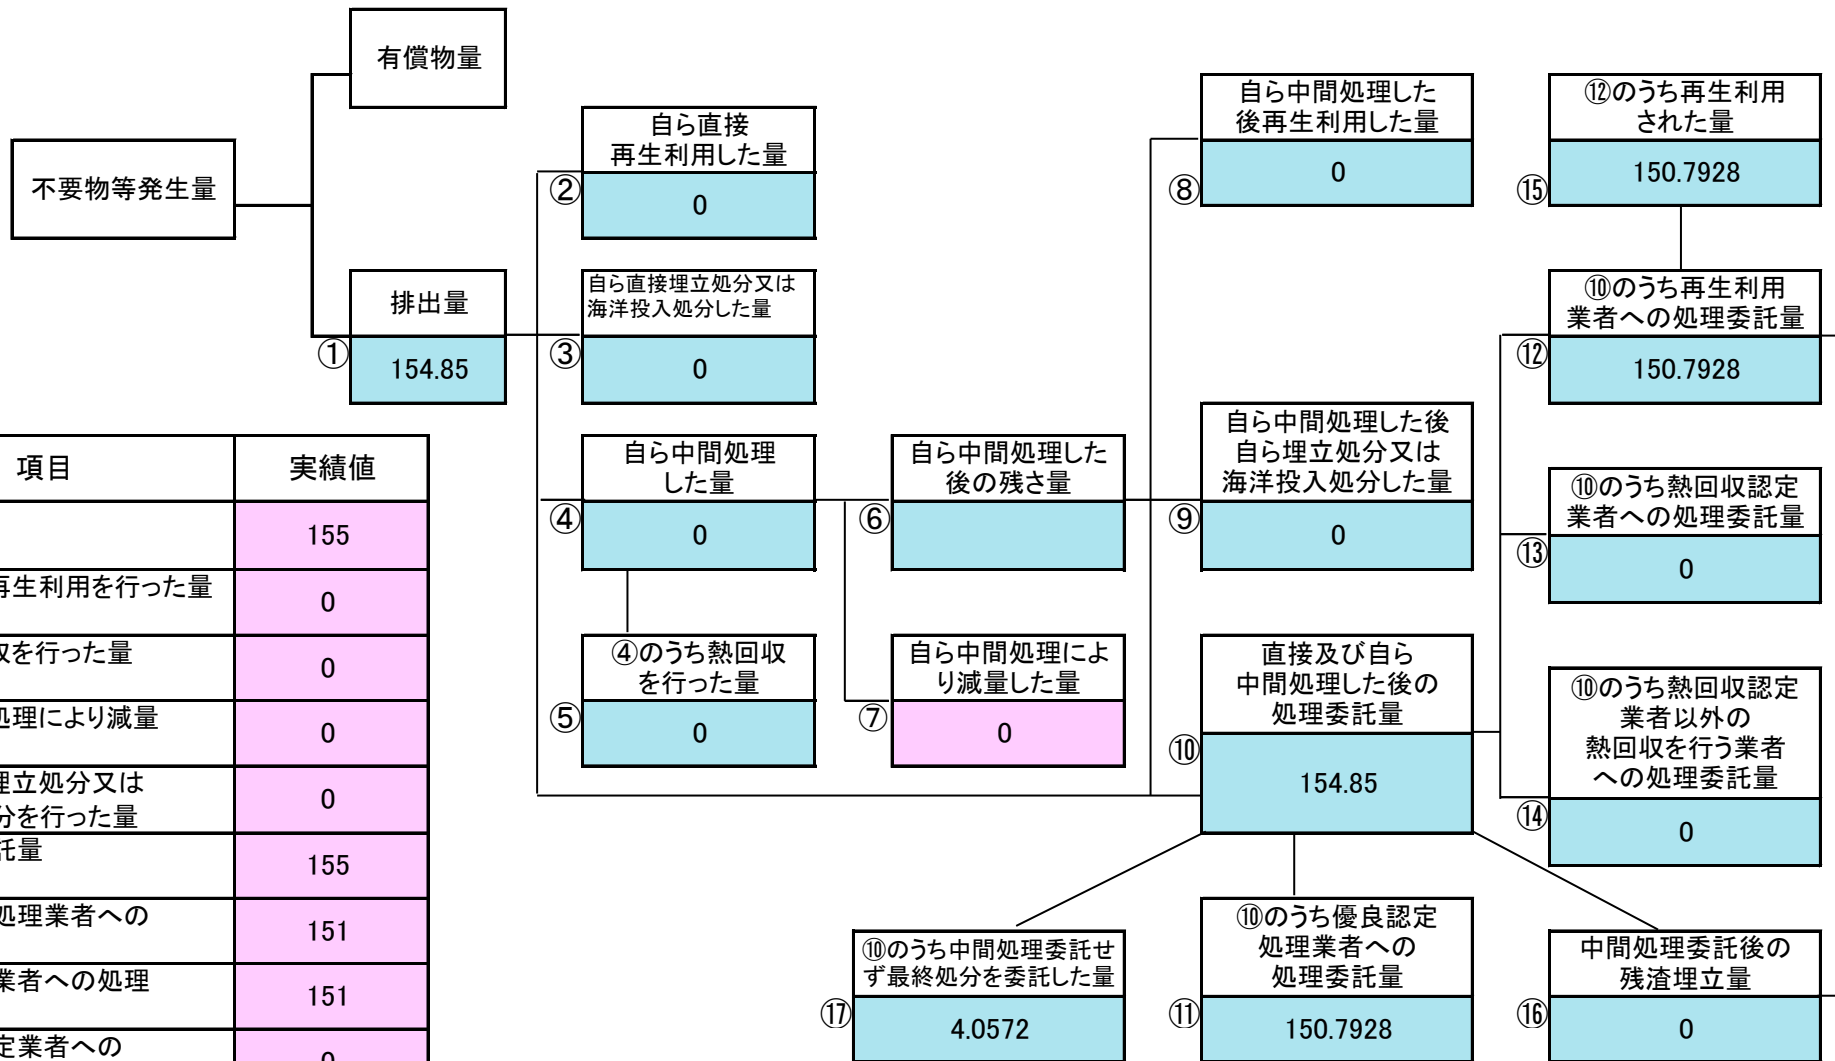 有償物量
不要物等発生量
排出量
①
154.85
自ら直接
再生利用した量
②
0
自ら直接埋立処分又は
海洋投入処分した量
③
0
自ら中間処理
した量
④
0
④のうち熱回収
を行った量
⑤
0
自ら中間処理した
後の残さ量
⑥
自ら中間処理によ
り減量した量
⑦
0
自ら中間処理した
後再生利用した量
⑧
0
自ら中間処理した後
自ら埋立処分又は
海洋投入処分した量
⑨
0
直接及び自ら
中間処理した後の
処理委託量
⑩
154.85
⑫のうち再生利用
された量
⑮
150.7928
⑩のうち再生利用
業者への処理委託量
⑫
150.7928
⑩のうち熱回収認定
業者への処理委託量
⑬
0
⑩のうち熱回収認定
業者以外の
熱回収を行う業者
への処理委託量
⑭
0
⑩のうち中間処理委託せ
ず最終処分を委託した量
⑰
4.0572
⑩のうち優良認定
処理業者への
処理委託量
⑪
150.7928
中間処理委託後の
残渣埋立量
⑯
0
項目 実績値
155
再生利用を行った量 0
収を行った量 0
処理により減量 0
埋立処分又は
分を行った量 0
託量 155
処理業者への 151
業者への処理 151
定業者への 0